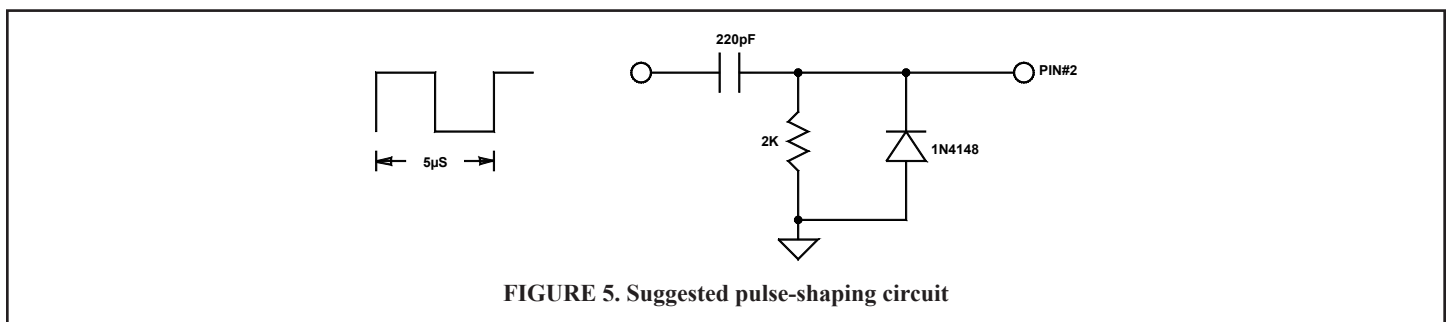 220pF
PIN#2
2K
1N4148
5µS
FIGURE 5. Suggested pulse-shaping circuit